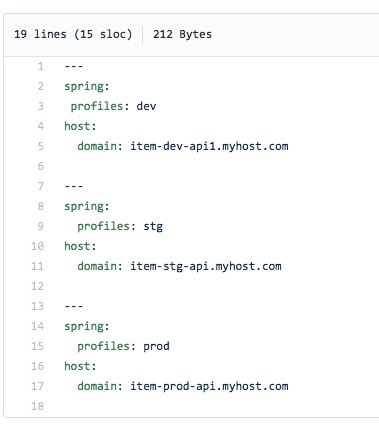 19 lines (15 sloc) 212 Bytes
1 ---
2 spring:
3  profiles: dev
4 host:
5   domain: item-dev-api1.myhost.com
6
7 ---
8 spring:
9   profiles: stg
10 host:
11   domain: item-stg-api.myhost.com
12
13 ---
14 spring:
15   profiles: prod
16 host:
17   domain: item-prod-api.myhost.com
18